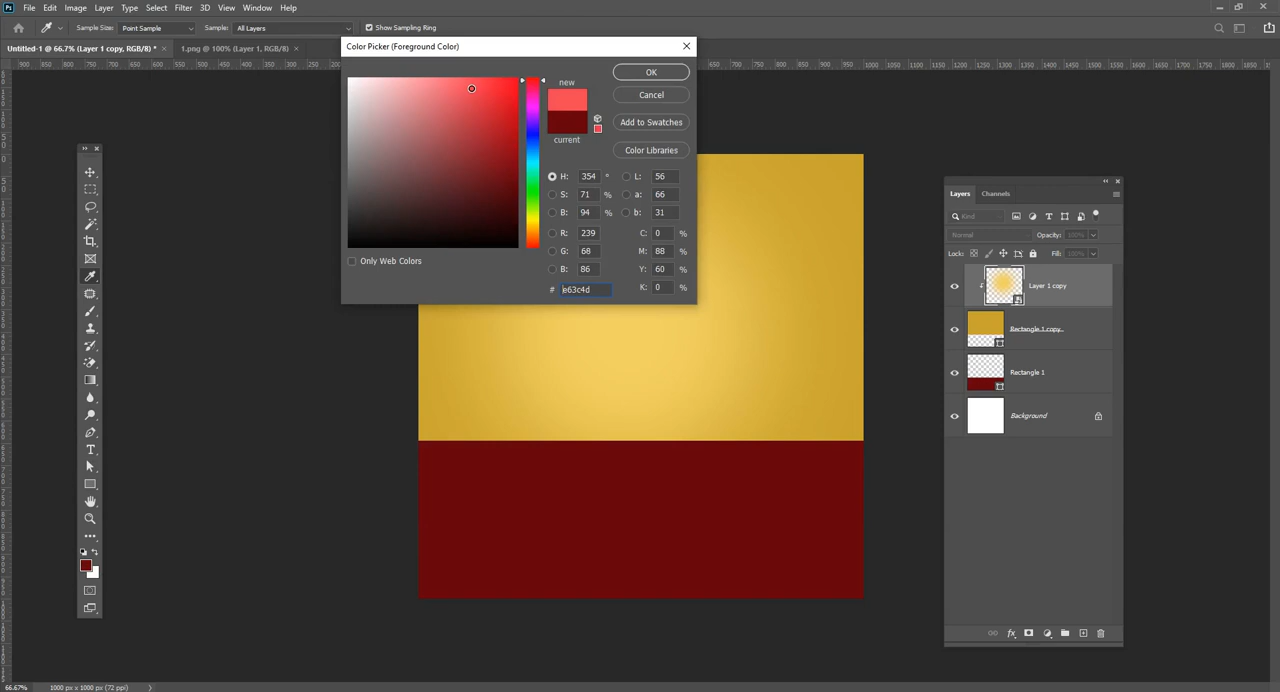 Ps File Edit Image Layer Type Select Filter 3D View Window Help
Sample Size: Point Sample Sample: All Layers Show Sampling Ring
Untitled-1 @ 66.7% (Layer 1 copy, RGB/8) * × 1.png @ 100% (Layer 1, RGB/8) ×
Color Picker (Foreground Color)
new
current
OK
Cancel
Add to Swatches
Color Libraries
H: 354 ° L: 56
S: 71 % a: 66
B: 94 % b: 31
R: 239 C: 0 %
G: 68 M: 88 %
B: 86 Y: 60 %
# e63c4d K: 0 %
Only Web Colors
Layers Channels
Kind
Normal Opacity: 100%
Lock: Fill: 100%
Layer 1 copy
Rectangle 1 copy
Rectangle 1
Background
66.67% 1000 px x 1000 px (72 ppi)